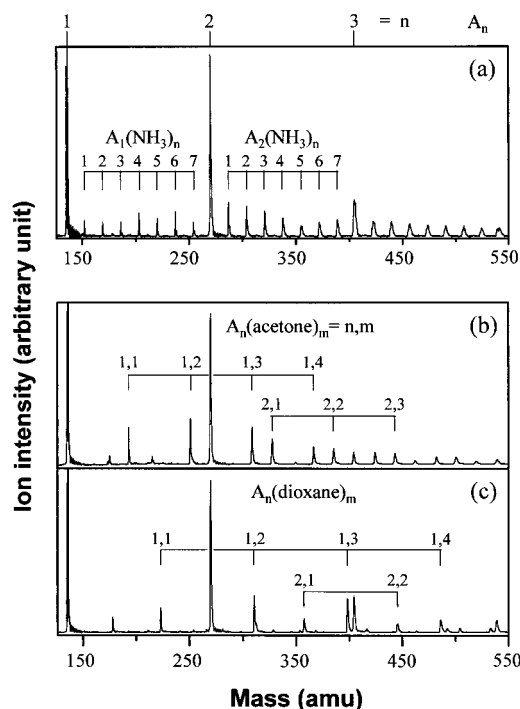 1 2 3 = n Aₙ
(a)
A₁(NH₃)ₙ A₂(NH₃)ₙ
1 2 3 4 5 6 7 1 2 3 4 5 6 7
150 250 350 450 550
Ion intensity (arbitrary unit)
Aₙ(acetone)ₘ= n,m (b)
1,1 1,2 1,3 1,4
2,1 2,2 2,3
Aₙ(dioxane)ₘ (c)
1,1 1,2 1,3 1,4
2,1 2,2
150 250 350 450 550
Mass (amu)